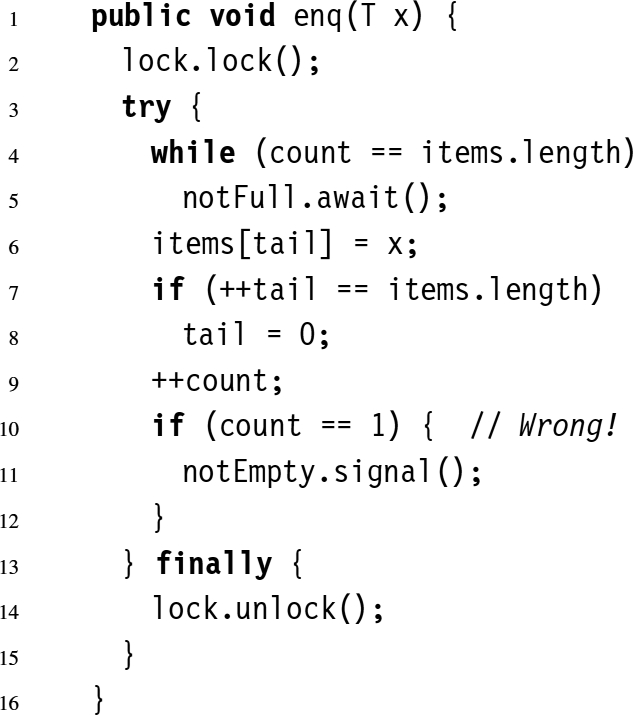 1 public void enq(T x) {
2 lock.lock();
3 try {
4 while (count == items.length)
5 notFull.await();
6 items[tail] = x;
7 if (++tail == items.length)
8 tail = 0;
9 ++count;
10 if (count == 1) { // Wrong!
11 notEmpty.signal();
12 }
13 } finally {
14 lock.unlock();
15 }
16 }